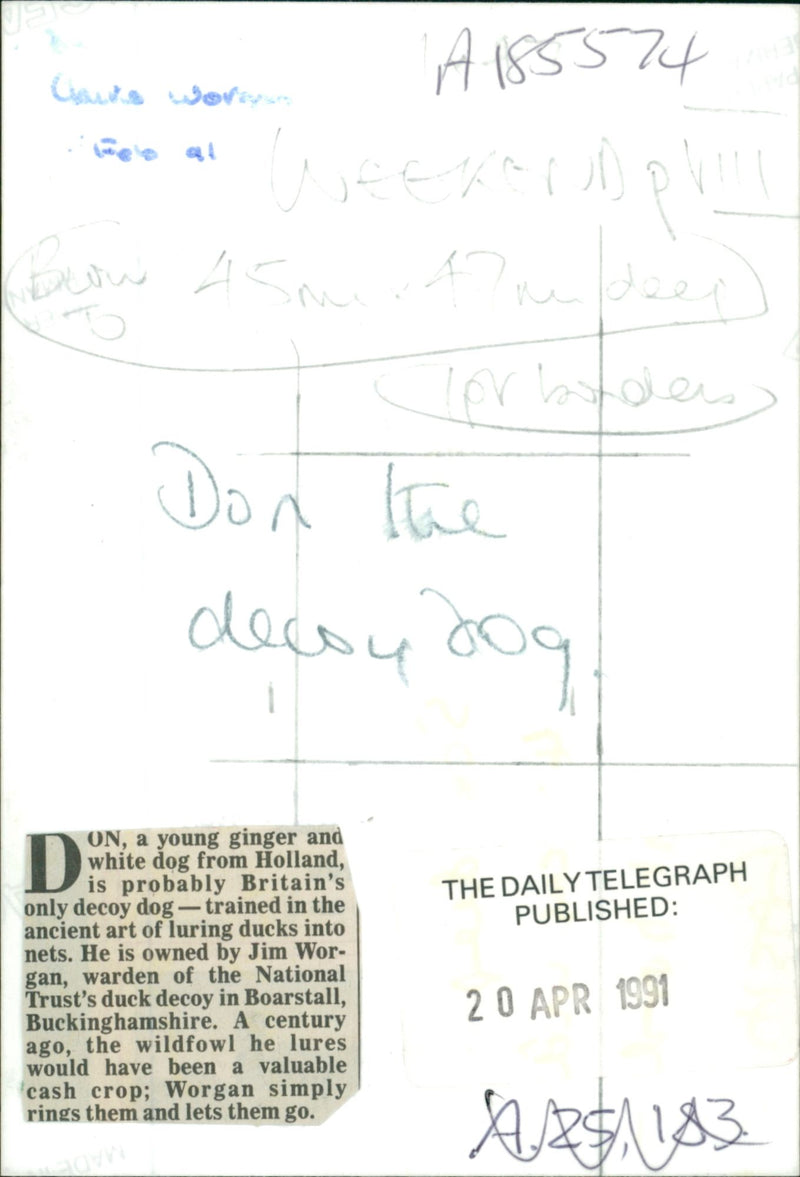 A185574
Worgan
Feb 91
WEEKEND p VIII
45mm × 47mm deep
1pt borders
Don the
decoy dog.
DON, a young ginger and
white dog from Holland,
is probably Britain's
only decoy dog — trained in the
ancient art of luring ducks into
nets. He is owned by Jim Wor-
gan, warden of the National
Trust's duck decoy in Boarstall,
Buckinghamshire. A century
ago, the wildfowl he lures
would have been a valuable
cash crop; Worgan simply
rings them and lets them go.
THE DAILY TELEGRAPH
PUBLISHED:
20 APR 1991
A.25,183.